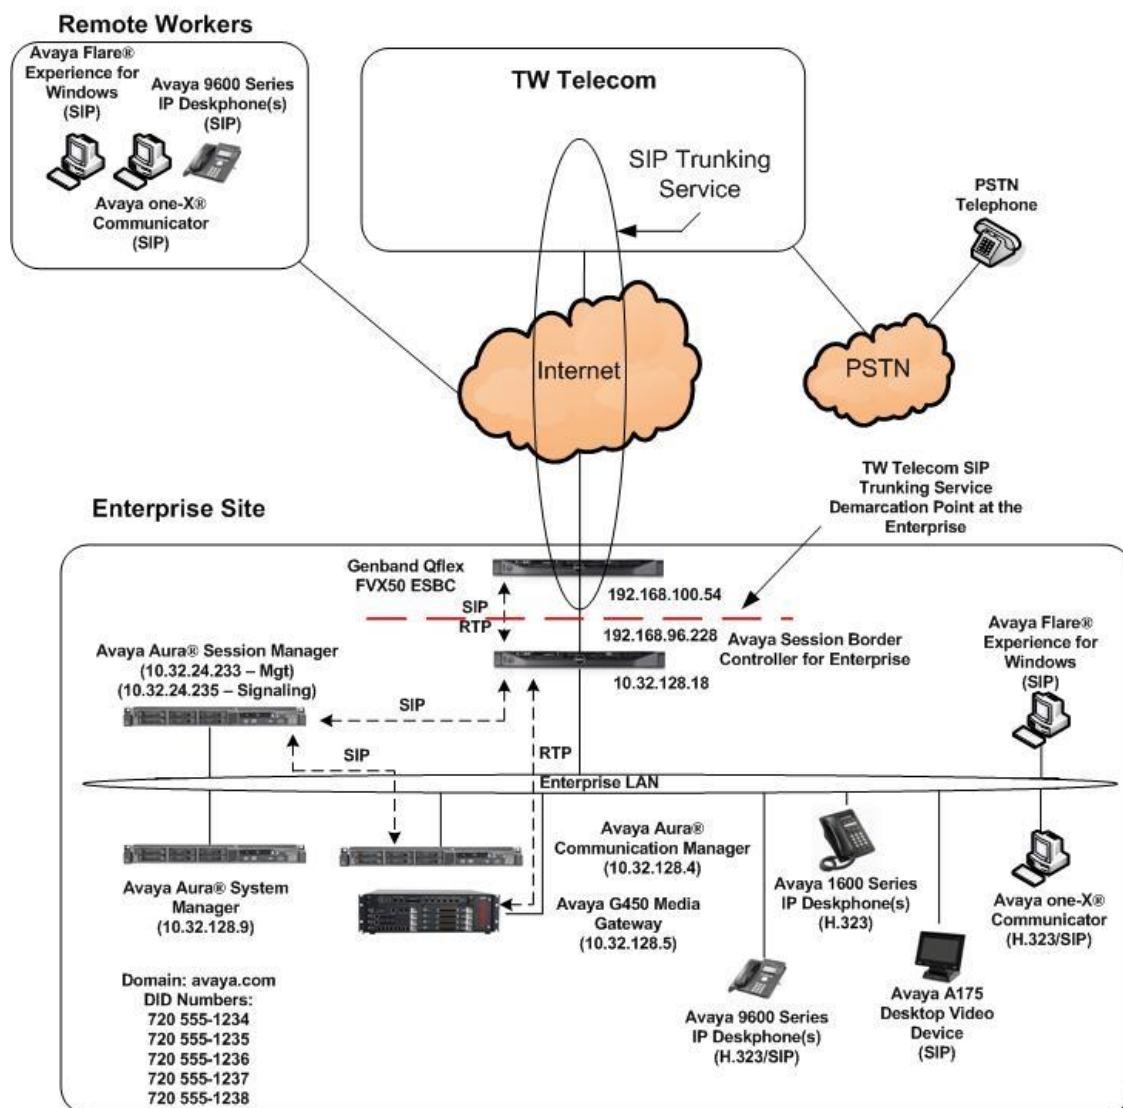 Remote Workers
Avaya Flare®
Experience for
Windows
(SIP)
Avaya 9600 Series
IP Deskphone(s)
(SIP)
Avaya one-X®
Communicator
(SIP)
TW Telecom
SIP Trunking
Service
PSTN
Telephone
Internet
PSTN
TW Telecom SIP
Trunking Service
Demarcation Point at the
Enterprise
Enterprise Site
Genband Qflex
FVX50 ESBC
192.168.100.54
SIP
RTP
192.168.96.228
Avaya Session Border
Controller for Enterprise
10.32.128.18
Avaya Aura® Session Manager
(10.32.24.233 – Mgt)
(10.32.24.235 – Signaling)
SIP
SIP
RTP
Avaya Flare®
Experience for
Windows
(SIP)
Enterprise LAN
Avaya Aura® System
Manager
(10.32.128.9)
Avaya Aura®
Communication Manager
(10.32.128.4)
Avaya G450 Media
Gateway
(10.32.128.5)
Avaya 1600 Series
IP Deskphone(s)
(H.323)
Avaya one-X®
Communicator
(H.323/SIP)
Avaya 9600 Series
IP Deskphone(s)
(H.323/SIP)
Avaya A175
Desktop Video
Device
(SIP)
Domain: avaya.com
DID Numbers:
720 555-1234
720 555-1235
720 555-1236
720 555-1237
720 555-1238